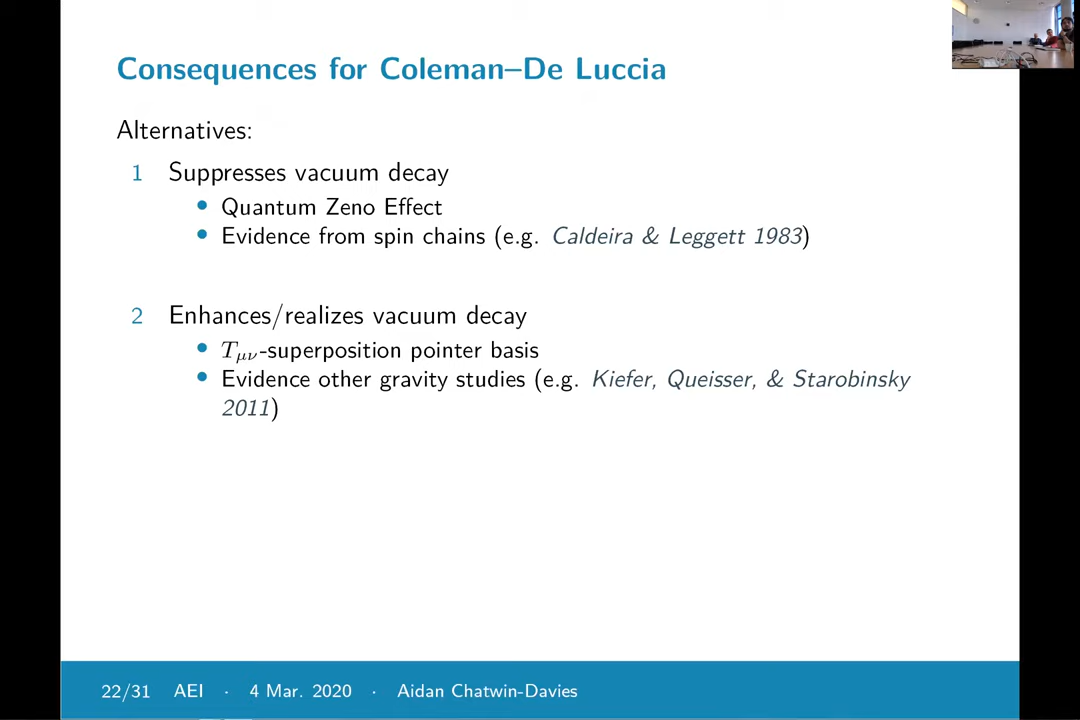 Consequences for Coleman–De Luccia
Alternatives:
1 Suppresses vacuum decay
• Quantum Zeno Effect
• Evidence from spin chains (e.g. Caldeira & Leggett 1983)
2 Enhances/realizes vacuum decay
• Tμν-superposition pointer basis
• Evidence other gravity studies (e.g. Kiefer, Queisser, & Starobinsky
2011)
22/31 AEI · 4 Mar. 2020 · Aidan Chatwin-Davies